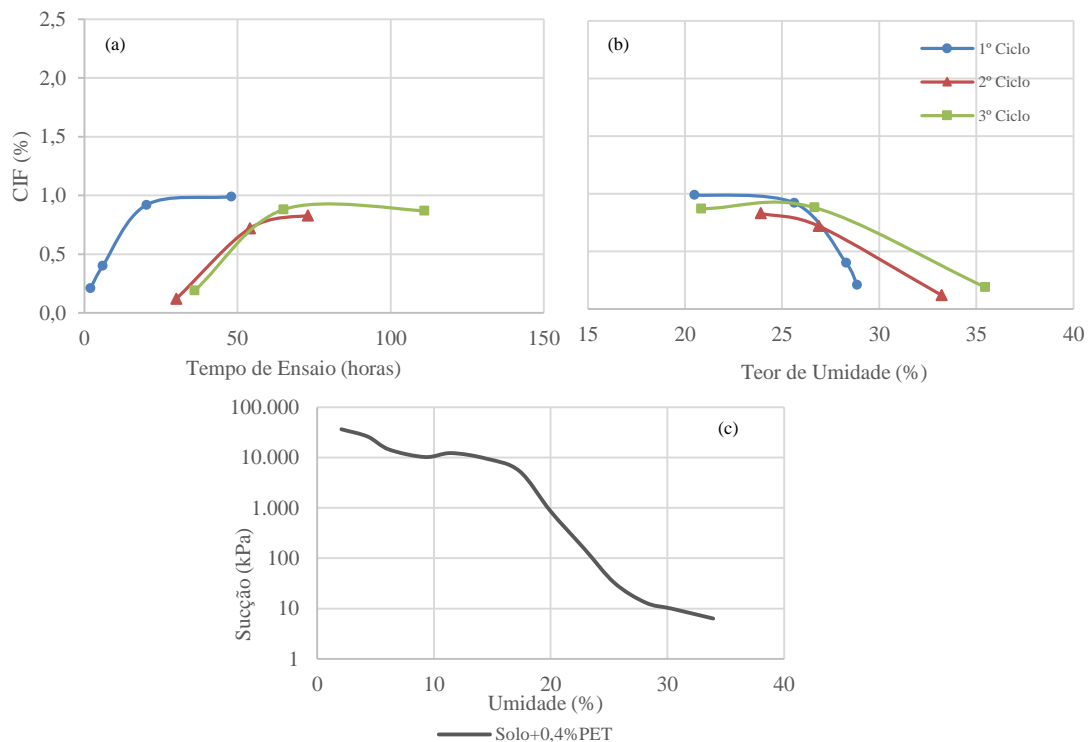 2,5
2,0
1,5
1,0
0,5
0,0
CIF (%)
(a)
0
50
100
150
Tempo de Ensaio (horas)
(b)
1º Ciclo
2º Ciclo
3º Ciclo
15
20
25
30
35
40
Teor de Umidade (%)
100.000
10.000
1.000
100
10
1
Sucção (kPa)
(c)
0
10
20
30
40
Umidade (%)
Solo+0,4%PET